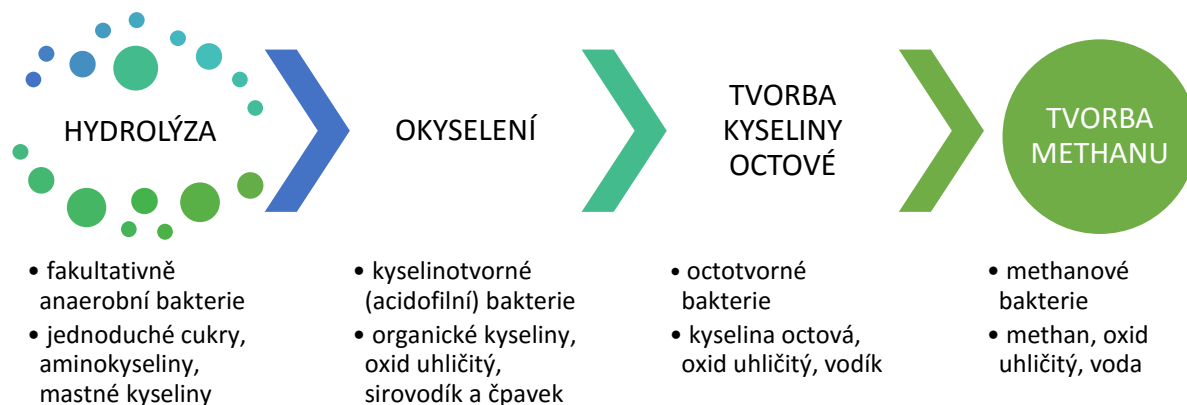 HYDROLÝZA
OKYSELENÍ
TVORBA
KYSELINY
OCTOVÉ
TVORBA
METHANU
• fakultativně
anaerobní bakterie
• jednoduché cukry,
aminokyseliny,
mastné kyseliny
• kyselinotvorné
(acidofilní) bakterie
• organické kyseliny,
oxid uhličitý,
sirovodík a čpavek
• octotvorné
bakterie
• kyselina octová,
oxid uhličitý, vodík
• methanové
bakterie
• methan, oxid
uhličitý, voda